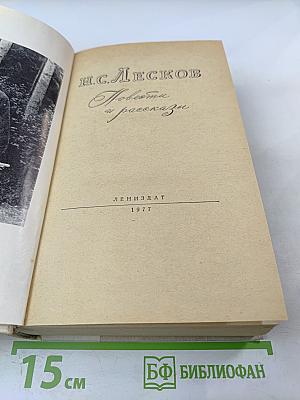 Н.С. ЛЕСКОВ
Повести
и рассказы
ЛЕНИЗДАТ
1977
15 см
БФ БИБЛИОФАН